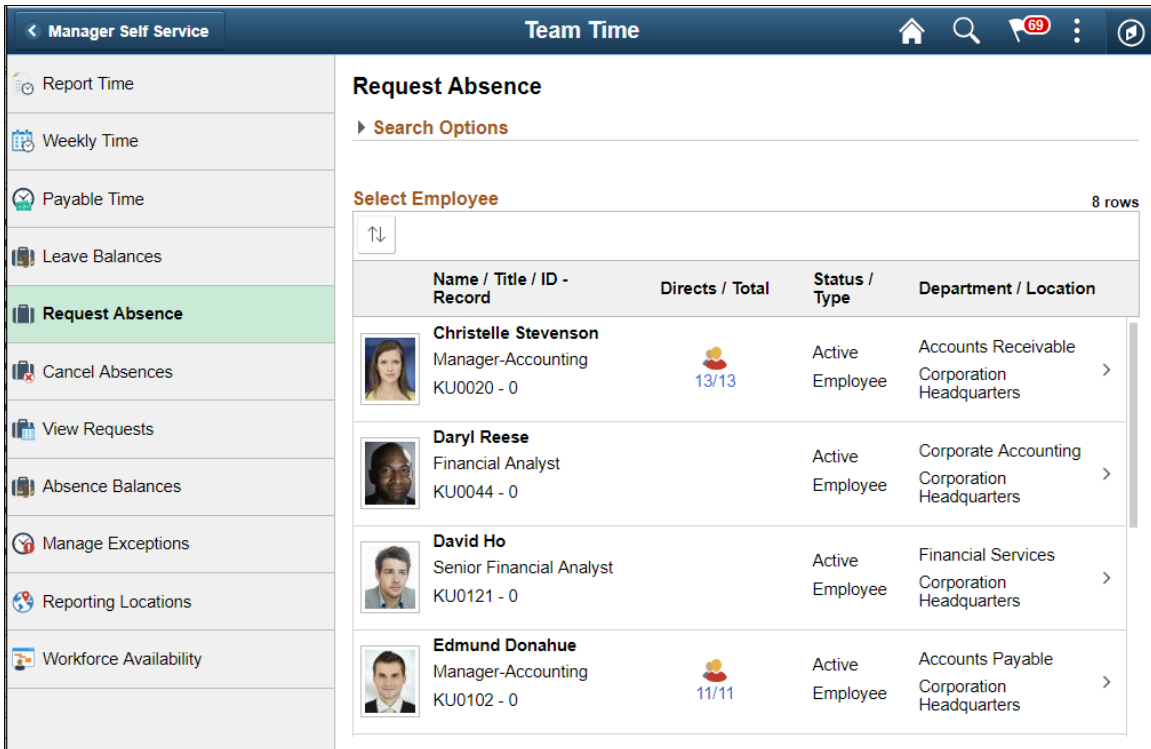 Manager Self Service
Team Time
69
Report Time
Weekly Time
Payable Time
Leave Balances
Request Absence
Cancel Absences
View Requests
Absence Balances
Manage Exceptions
Reporting Locations
Workforce Availability
Request Absence
Search Options
Select Employee
8 rows
Name / Title / ID -
Record
Directs / Total
Status /
Type
Department / Location
Christelle Stevenson
Manager-Accounting
KU0020 - 0
13/13
Active
Employee
Accounts Receivable
Corporation
Headquarters
Daryl Reese
Financial Analyst
KU0044 - 0
Active
Employee
Corporate Accounting
Corporation
Headquarters
David Ho
Senior Financial Analyst
KU0121 - 0
Active
Employee
Financial Services
Corporation
Headquarters
Edmund Donahue
Manager-Accounting
KU0102 - 0
11/11
Active
Employee
Accounts Payable
Corporation
Headquarters